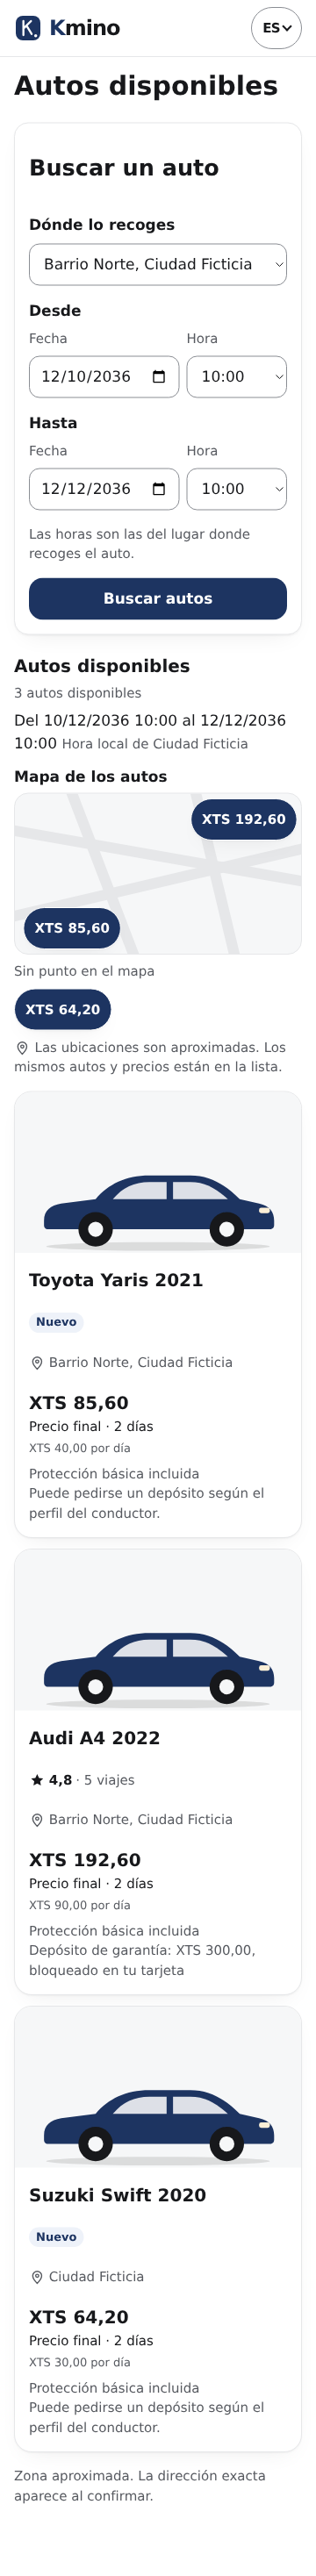 Kmino
ES
Autos disponibles
Buscar un auto
Dónde lo recoges
Barrio Norte, Ciudad Ficticia
Desde
Fecha Hora
12/10/2036 10:00
Hasta
Fecha Hora
12/12/2036 10:00
Las horas son las del lugar donde
recoges el auto.
Buscar autos
Autos disponibles
3 autos disponibles
Del 10/12/2036 10:00 al 12/12/2036
10:00 Hora local de Ciudad Ficticia
Mapa de los autos
XTS 192,60
XTS 85,60
Sin punto en el mapa
XTS 64,20
Las ubicaciones son aproximadas. Los
mismos autos y precios están en la lista.
Toyota Yaris 2021
Nuevo
Barrio Norte, Ciudad Ficticia
XTS 85,60
Precio final · 2 días
XTS 40,00 por día
Protección básica incluida
Puede pedirse un depósito según el
perfil del conductor.
Audi A4 2022
★ 4,8 · 5 viajes
Barrio Norte, Ciudad Ficticia
XTS 192,60
Precio final · 2 días
XTS 90,00 por día
Protección básica incluida
Depósito de garantía: XTS 300,00,
bloqueado en tu tarjeta
Suzuki Swift 2020
Nuevo
Ciudad Ficticia
XTS 64,20
Precio final · 2 días
XTS 30,00 por día
Protección básica incluida
Puede pedirse un depósito según el
perfil del conductor.
Zona aproximada. La dirección exacta
aparece al confirmar.